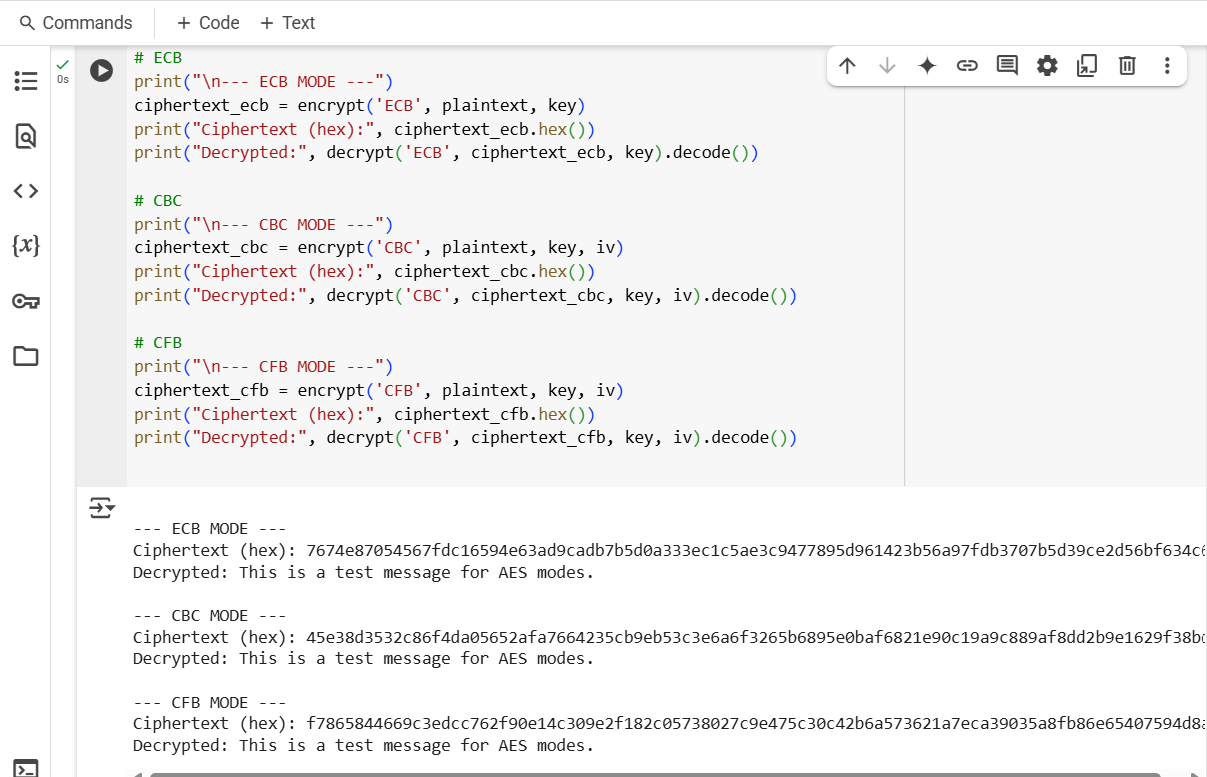 Commands + Code + Text
0s
# ECB
print("\n--- ECB MODE ---")
ciphertext_ecb = encrypt('ECB', plaintext, key)
print("Ciphertext (hex):", ciphertext_ecb.hex())
print("Decrypted:", decrypt('ECB', ciphertext_ecb, key).decode())
# CBC
print("\n--- CBC MODE ---")
ciphertext_cbc = encrypt('CBC', plaintext, key, iv)
print("Ciphertext (hex):", ciphertext_cbc.hex())
print("Decrypted:", decrypt('CBC', ciphertext_cbc, key, iv).decode())
# CFB
print("\n--- CFB MODE ---")
ciphertext_cfb = encrypt('CFB', plaintext, key, iv)
print("Ciphertext (hex):", ciphertext_cfb.hex())
print("Decrypted:", decrypt('CFB', ciphertext_cfb, key, iv).decode())
--- ECB MODE ---
Ciphertext (hex): 7674e87054567fdc16594e63ad9cadb7b5d0a333ec1c5ae3c9477895d961423b56a97fdb3707b5d39ce2d56bf634c
Decrypted: This is a test message for AES modes.
--- CBC MODE ---
Ciphertext (hex): 45e38d3532c86f4da05652afa7664235cb9eb53c3e6a6f3265b6895e0baf6821e90c19a9c889af8dd2b9e1629f38b
Decrypted: This is a test message for AES modes.
--- CFB MODE ---
Ciphertext (hex): f7865844669c3edcc762f90e14c309e2f182c05738027c9e475c30c42b6a573621a7eca39035a8fb86e65407594d8
Decrypted: This is a test message for AES modes.